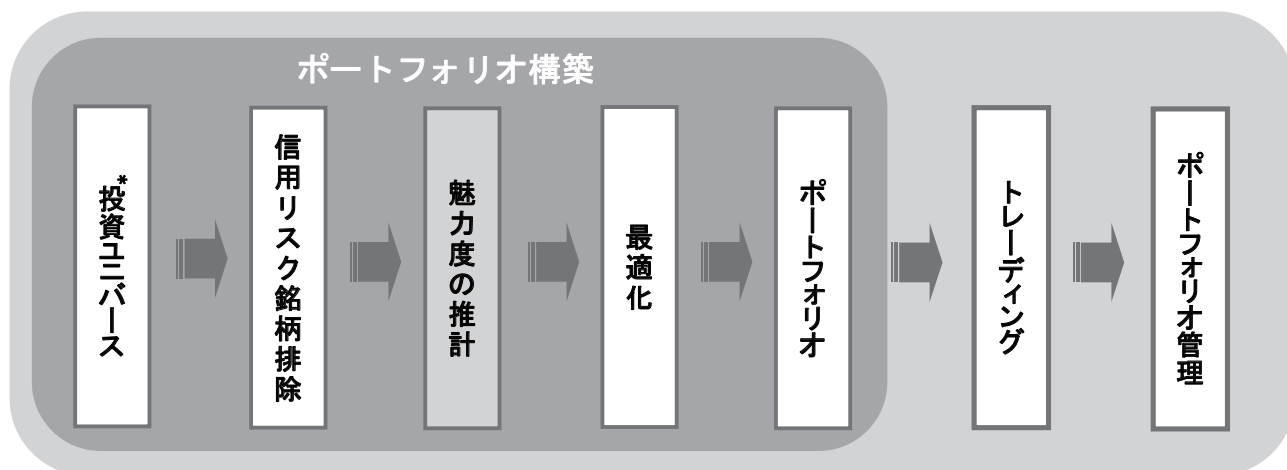 ポートフォリオ構築
投資ユニバース*
信用リスク銘柄排除
魅力度の推計
最適化
ポートフォリオ
トレーディング
ポートフォリオ管理